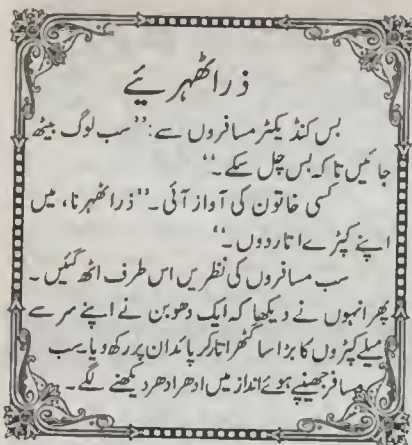 ذرا ٹھہریئے
بس کنڈیکٹر مسافروں سے: ’’سب لوگ بیٹھ
جائیں تاکہ بس چل سکے۔‘‘
کسی خاتون کی آواز آئی۔ ’’ذرا ٹھہرنا، میں
اپنے کپڑے اتار دوں۔‘‘
سب مسافروں کی نظریں اس طرف اٹھ گئیں۔
پھر انہوں نے دیکھا کہ ایک دھوبن نے اپنے سر سے
میلے کپڑوں کا بڑا سا گٹھر اتار کر پائدان پر رکھ دیا۔ سب
مسافر جھینپے ہوئے انداز میں ادھر ادھر دیکھنے لگے۔